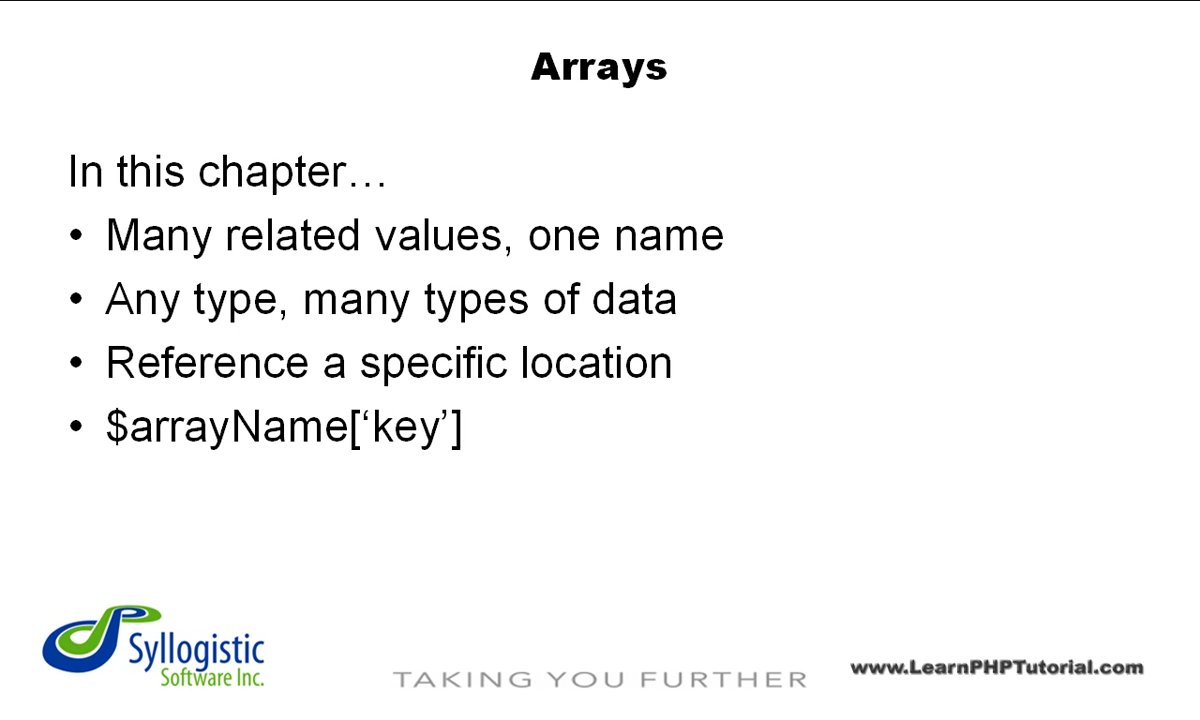 Arrays
In this chapter…
• Many related values, one name
• Any type, many types of data
• Reference a specific location
• $arrayName[‘key’]
Syllogistic
Software Inc.
TAKING YOU FURTHER
www.LearnPHPTutorial.com